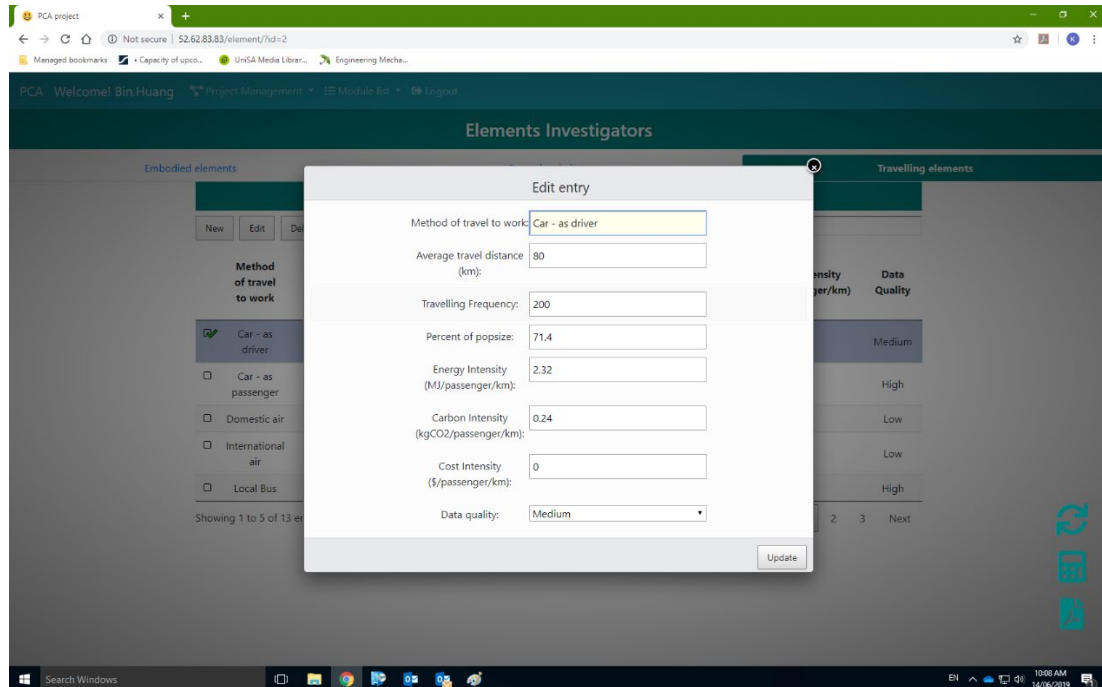 PCA project
Not secure 52.62.83.83/element/?id=2
K
Managed bookmarks • Capacity of upco... UniSA Media Librar... Engineering Mecha...
PCA Welcome! Bin.Huang Project Management Module list Logout
Elements Investigators
Embodied elements Travelling elements
Edit entry
New Edit De
Method of travel to work: Car - as driver
Average travel distance (km): 80
Travelling Frequency: 200
Percent of popsize: 71.4
Energy Intensity (MJ/passenger/km): 2.32
Carbon Intensity (kgCO2/passenger/km): 0.24
Cost Intensity ($/passenger/km): 0
Data quality: Medium
Update
Method of travel to work
ensity ger/km)
Data Quality
Car - as driver Medium
Car - as passenger High
Domestic air Low
International air Low
Local Bus High
Showing 1 to 5 of 13 en
2 3 Next
Search Windows
EN
10:08 AM
14/06/2019